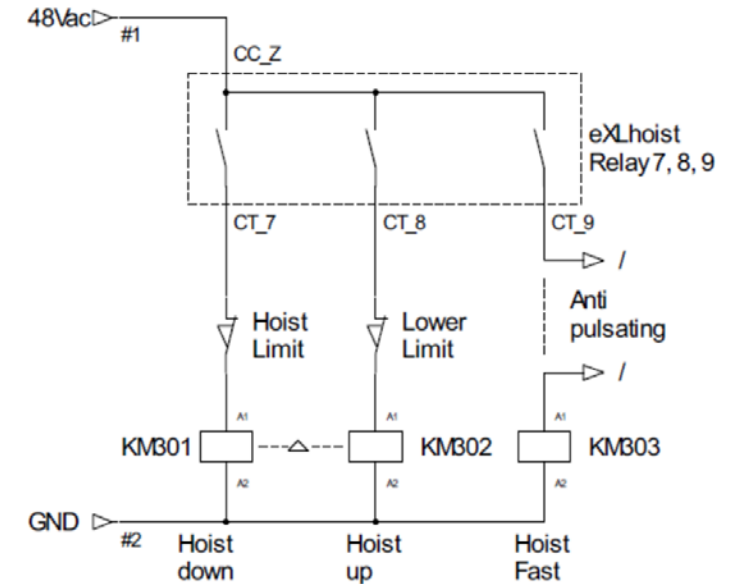 48Vac
#1
CC_Z
eXLhoist
Relay 7, 8, 9
CT_7
CT_8
CT_9
/
Anti
pulsating
Hoist
Limit
Lower
Limit
/
A1
A1
A1
KM301
KM302
KM303
A2
A2
A2
GND
#2
Hoist
down
Hoist
up
Hoist
Fast